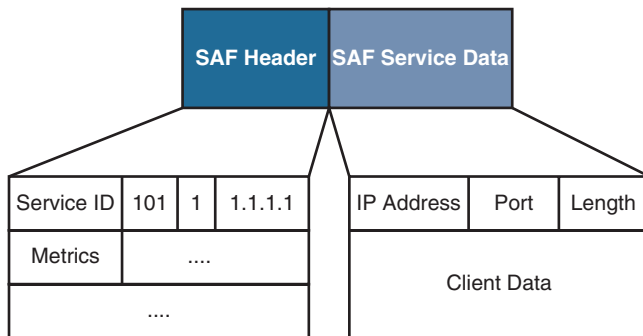 SAF Header SAF Service Data
Service ID 101 1 1.1.1.1 IP Address Port Length
Metrics ....
Client Data
....